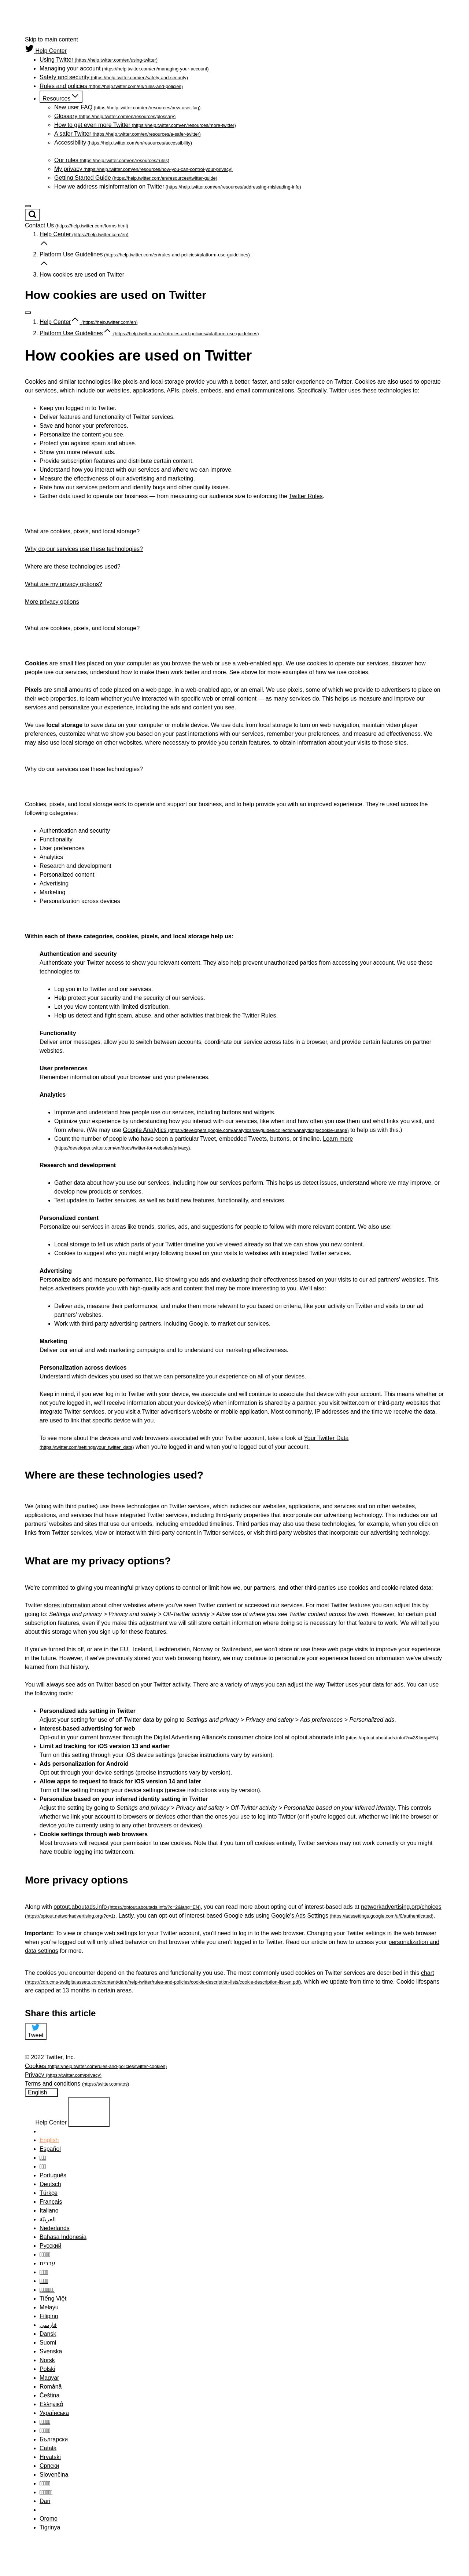 Skip to main content
Help Center
Using Twitter (https://help.twitter.com/en/using-twitter)
Managing your account (https://help.twitter.com/en/managing-your-account)
Safety and security (https://help.twitter.com/en/safety-and-security)
Rules and policies (https://help.twitter.com/en/rules-and-policies)
Resources
New user FAQ (https://help.twitter.com/en/resources/new-user-faq)
Glossary (https://help.twitter.com/en/resources/glossary)
How to get even more Twitter (https://help.twitter.com/en/resources/more-twitter)
A safer Twitter (https://help.twitter.com/en/resources/a-safer-twitter)
Accessibility (https://help.twitter.com/en/resources/accessibility)
Our rules (https://help.twitter.com/en/resources/rules)
My privacy (https://help.twitter.com/en/resources/how-you-can-control-your-privacy)
Getting Started Guide (https://help.twitter.com/en/resources/twitter-guide)
How we address misinformation on Twitter (https://help.twitter.com/en/resources/addressing-misleading-info)
Contact Us (https://help.twitter.com/forms.html)
1. Help Center (https://help.twitter.com/en)
2. Platform Use Guidelines (https://help.twitter.com/en/rules-and-policies#platform-use-guidelines)
3. How cookies are used on Twitter
How cookies are used on Twitter
1. Help Center (https://help.twitter.com/en)
2. Platform Use Guidelines (https://help.twitter.com/en/rules-and-policies#platform-use-guidelines)
How cookies are used on Twitter
Cookies and similar technologies like pixels and local storage provide you with a better, faster, and safer experience on Twitter. Cookies are also used to operate
our services, which include our websites, applications, APIs, pixels, embeds, and email communications. Specifically, Twitter uses these technologies to:
Keep you logged in to Twitter.
Deliver features and functionality of Twitter services.
Save and honor your preferences.
Personalize the content you see.
Protect you against spam and abuse.
Show you more relevant ads.
Provide subscription features and distribute certain content.
Understand how you interact with our services and where we can improve.
Measure the effectiveness of our advertising and marketing.
Rate how our services perform and identify bugs and other quality issues.
Gather data used to operate our business — from measuring our audience size to enforcing the Twitter Rules.
What are cookies, pixels, and local storage?
Why do our services use these technologies?
Where are these technologies used?
What are my privacy options?
More privacy options
What are cookies, pixels, and local storage?
Cookies are small files placed on your computer as you browse the web or use a web-enabled app. We use cookies to operate our services, discover how
people use our services, understand how to make them work better and more. See above for more examples of how we use cookies.
Pixels are small amounts of code placed on a web page, in a web-enabled app, or an email. We use pixels, some of which we provide to advertisers to place on
their web properties, to learn whether you've interacted with specific web or email content — as many services do. This helps us measure and improve our
services and personalize your experience, including the ads and content you see.
We use local storage to save data on your computer or mobile device. We use data from local storage to turn on web navigation, maintain video player
preferences, customize what we show you based on your past interactions with our services, remember your preferences, and measure ad effectiveness. We
may also use local storage on other websites, where necessary to provide you certain features, to obtain information about your visits to those sites.
Why do our services use these technologies?
Cookies, pixels, and local storage work to operate and support our business, and to help provide you with an improved experience. They're used across the
following categories:
Authentication and security
Functionality
User preferences
Analytics
Research and development
Personalized content
Advertising
Marketing
Personalization across devices
Within each of these categories, cookies, pixels, and local storage help us:
Authentication and security
Authenticate your Twitter access to show you relevant content. They also help prevent unauthorized parties from accessing your account. We use these
technologies to:
Log you in to Twitter and our services.
Help protect your security and the security of our services.
Let you view content with limited distribution.
Help us detect and fight spam, abuse, and other activities that break the Twitter Rules.
Functionality
Deliver error messages, allow you to switch between accounts, coordinate our service across tabs in a browser, and provide certain features on partner
websites.
User preferences
Remember information about your browser and your preferences.
Analytics
Improve and understand how people use our services, including buttons and widgets.
Optimize your experience by understanding how you interact with our services, like when and how often you use them and what links you visit, and
from where. (We may use Google Analytics (https://developers.google.com/analytics/devguides/collection/analyticsjs/cookie-usage) to help us with this.)
Count the number of people who have seen a particular Tweet, embedded Tweets, buttons, or timeline. Learn more
(https://developer.twitter.com/en/docs/twitter-for-websites/privacy).
Research and development
Gather data about how you use our services, including how our services perform. This helps us detect issues, understand where we may improve, or
develop new products or services.
Test updates to Twitter services, as well as build new features, functionality, and services.
Personalized content
Personalize our services in areas like trends, stories, ads, and suggestions for people to follow with more relevant content. We also use:
Local storage to tell us which parts of your Twitter timeline you've viewed already so that we can show you new content.
Cookies to suggest who you might enjoy following based on your visits to websites with integrated Twitter services.
Advertising
Personalize ads and measure performance, like showing you ads and evaluating their effectiveness based on your visits to our ad partners' websites. This
helps advertisers provide you with high-quality ads and content that may be more interesting to you. We'll also:
Deliver ads, measure their performance, and make them more relevant to you based on criteria, like your activity on Twitter and visits to our ad
partners' websites.
Work with third-party advertising partners, including Google, to market our services.
Marketing
Deliver our email and web marketing campaigns and to understand our marketing effectiveness.
Personalization across devices
Understand which devices you used so that we can personalize your experience on all of your devices.
Keep in mind, if you ever log in to Twitter with your device, we associate and will continue to associate that device with your account. This means whether or
not you're logged in, we'll receive information about your device(s) when information is shared by a partner, you visit twitter.com or third-party websites that
integrate Twitter services, or you visit a Twitter advertiser's website or mobile application. Most commonly, IP addresses and the time we receive the data,
are used to link that specific device with you.
To see more about the devices and web browsers associated with your Twitter account, take a look at Your Twitter Data
(https://twitter.com/settings/your_twitter_data) when you're logged in and when you're logged out of your account.
Where are these technologies used?
We (along with third parties) use these technologies on Twitter services, which includes our websites, applications, and services and on other websites,
applications, and services that have integrated Twitter services, including third-party properties that incorporate our advertising technology. This includes our ad
partners' websites and sites that use our embeds, including embedded timelines. Third parties may also use these technologies, for example, when you click on
links from Twitter services, view or interact with third-party content in Twitter services, or visit third-party websites that incorporate our advertising technology.
What are my privacy options?
We're committed to giving you meaningful privacy options to control or limit how we, our partners, and other third-parties use cookies and cookie-related data:
Twitter stores information about other websites where you've seen Twitter content or accessed our services. For most Twitter features you can adjust this by
going to: Settings and privacy > Privacy and safety > Off-Twitter activity > Allow use of where you see Twitter content across the web. However, for certain paid
subscription features, even if you make this adjustment we will still store certain information where doing so is necessary for that feature to work. We will tell you
about this storage when you sign up for or use that feature.
If you've turned this off, or are in the EU, Iceland, Liechtenstein, Norway or Switzerland, we won't store or use these web page visits to improve your experience
in the future. However, if we've previously stored your web browsing history, we may continue to personalize your experience based on information we've already
learned from that history.
You will always see ads on Twitter based on your Twitter activity. There are a variety of ways you can adjust the way Twitter uses your data for ads. You can use
the following tools:
Personalized ads setting in Twitter
Adjust your setting for use of off-Twitter data by going to Settings and privacy > Privacy and safety > Ads preferences > Personalized ads.
Interest-based advertising for web
Opt-out in your current browser through the Digital Advertising Alliance's consumer choice tool at optout.aboutads.info (https://optout.aboutads.info/?c=2&lang=EN).
Limit ad tracking for iOS version 13 and earlier
Turn on this setting through your iOS device settings (precise instructions vary by version).
Ads personalization for Android
Opt out through your device settings (precise instructions vary by version).
Allow apps to request to track for iOS version 14 and later
Turn off the setting through your device settings (precise instructions vary by version).
Personalize based on your inferred identity setting in Twitter
Adjust the setting by going to Settings and privacy > Privacy and safety > Off-Twitter activity > Personalize based on your inferred identity. This controls
whether we link your account to browsers or devices other than the ones you use to log into Twitter (or if you're logged out, whether we link the browser or
device you're currently using to any other browsers or devices).
Cookie settings through web browsers
Most browsers will request your permission to use cookies. Note that if you turn off cookies entirely, Twitter services may not work correctly or you might
have trouble logging into twitter.com.
More privacy options
Along with optout.aboutads.info (https://optout.aboutads.info/?c=2&lang=EN), you can read more about opting out of interest-based ads at networkadvertising.org/choices
(https://optout.networkadvertising.org/?c=1). Lastly, you can opt-out of interest-based Google ads using Google's Ads Settings (https://adssettings.google.com/u/0/authenticated).
Important: To view or change web settings for your Twitter account, you'll need to log in to the web browser. Changing your Twitter settings in the web browser
when you're logged out will only affect behavior on that browser while you aren't logged in to Twitter. Read our article on how to access your personalization and
data settings for more.
The cookies you encounter depend on the features and functionality you use. The most commonly used cookies on Twitter services are described in this chart
(https://cdn.cms-twdigitalassets.com/content/dam/help-twitter/rules-and-policies/cookie-description-lists/cookie-description-list-en.pdf), which we update from time to time. Cookie lifespans
are capped at 13 months in certain areas.
Share this article
Tweet
© 2022 Twitter, Inc.
Cookies (https://help.twitter.com/rules-and-policies/twitter-cookies)
Privacy (https://twitter.com/privacy)
Terms and conditions (https://twitter.com/tos)
English
Help Center
English
Español
Português
Deutsch
Türkçe
Français
Italiano
العربيّة
Nederlands
Bahasa Indonesia
Русский
עברית
Tiếng Việt
Melayu
Filipino
فارسی
Dansk
Suomi
Svenska
Norsk
Polski
Magyar
Română
Čeština
Ελληνικά
Українська
Български
Català
Hrvatski
Српски
Slovenčina
Dari
Oromo
Tigrinya